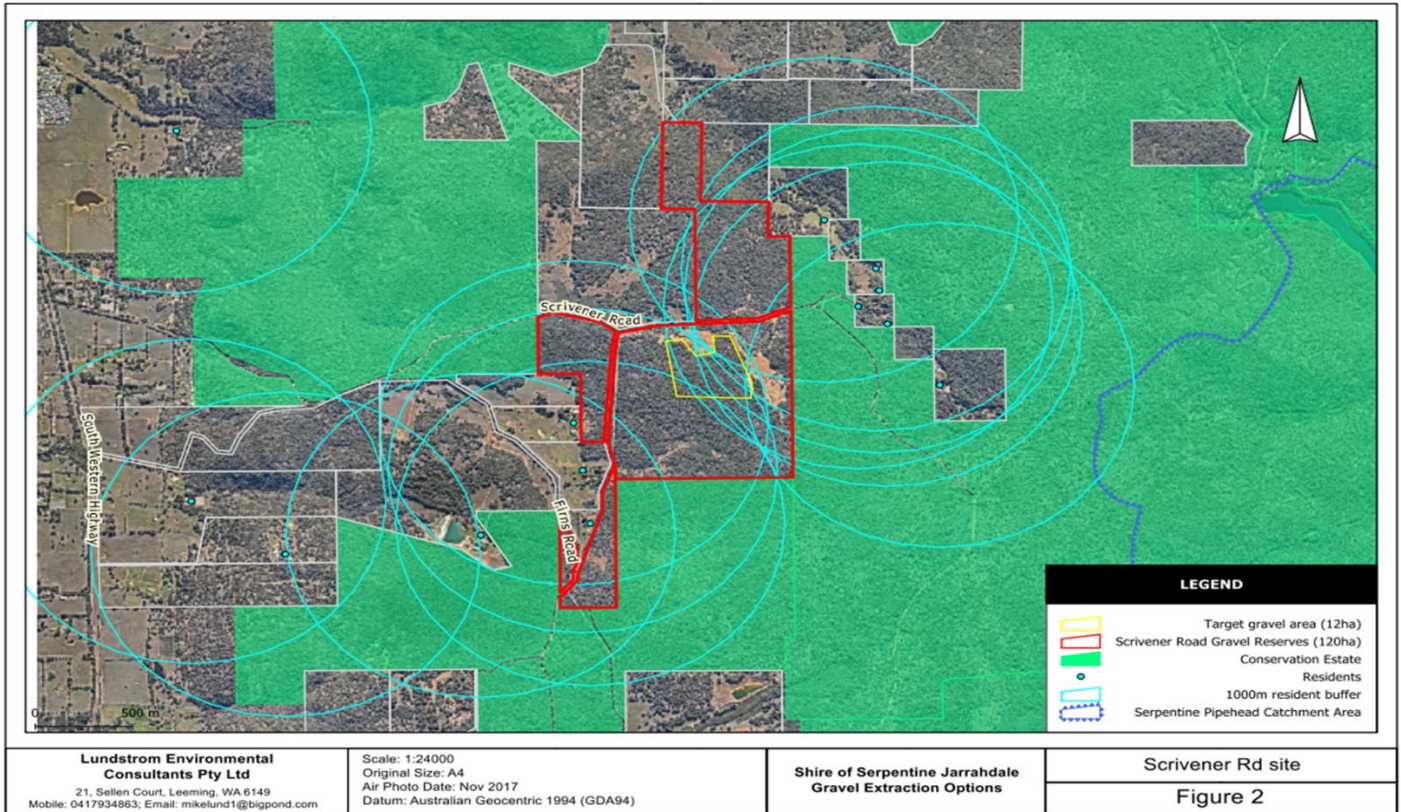 Scrivener Road
South Western Highway
Firns Road
0 500 m
LEGEND
Target gravel area (12ha)
Scrivener Road Gravel Reserves (120ha)
Conservation Estate
Residents
1000m resident buffer
Serpentine Pipehead Catchment Area
Lundstrom Environmental
Consultants Pty Ltd
21, Sellen Court, Leeming, WA 6149
Mobile: 0417934863; Email: mikelund1@bigpond.com
Scale: 1:24000
Original Size: A4
Air Photo Date: Nov 2017
Datum: Australian Geocentric 1994 (GDA94)
Shire of Serpentine Jarrahdale
Gravel Extraction Options
Scrivener Rd site
Figure 2